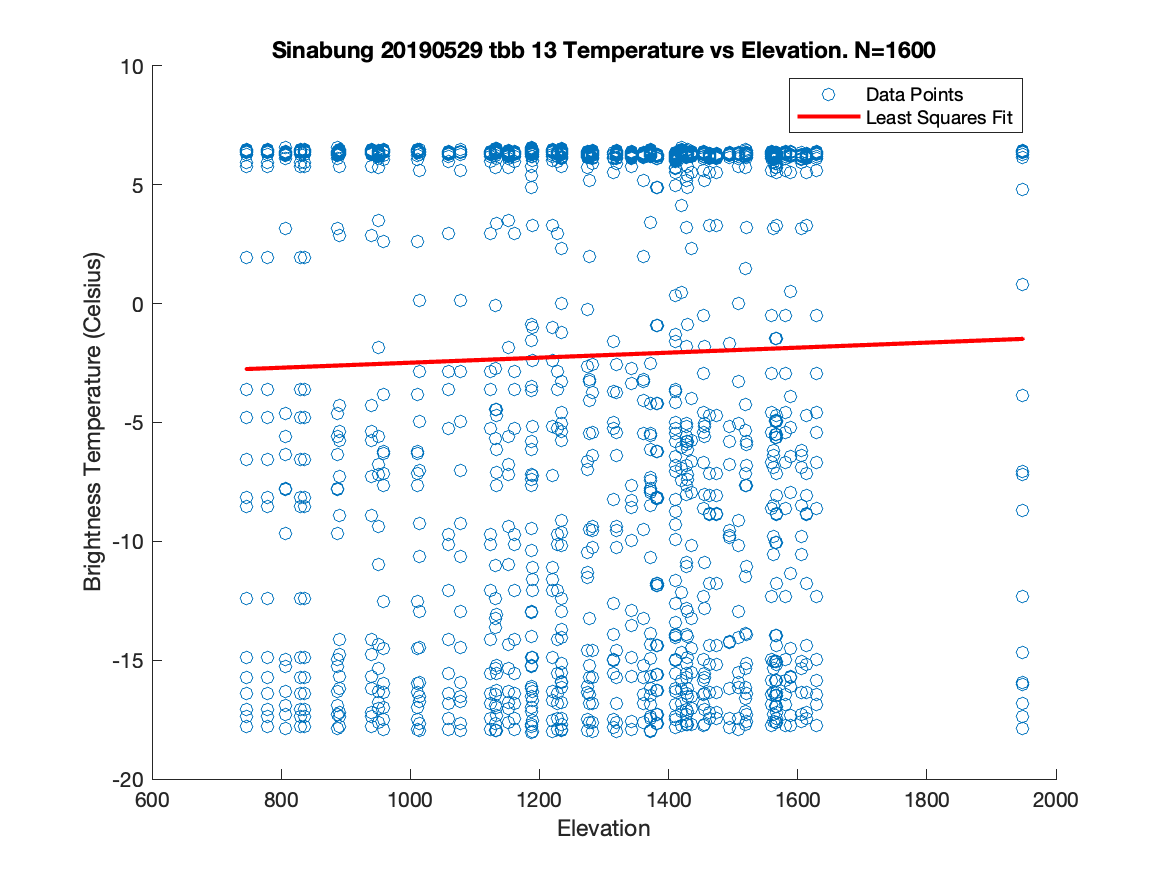 Sinabung 20190529 tbb 13 Temperature vs Elevation. N=1600
Data Points
Least Squares Fit
Brightness Temperature (Celsius)
10
5
0
-5
-10
-15
-20
600 800 1000 1200 1400 1600 1800 2000
Elevation